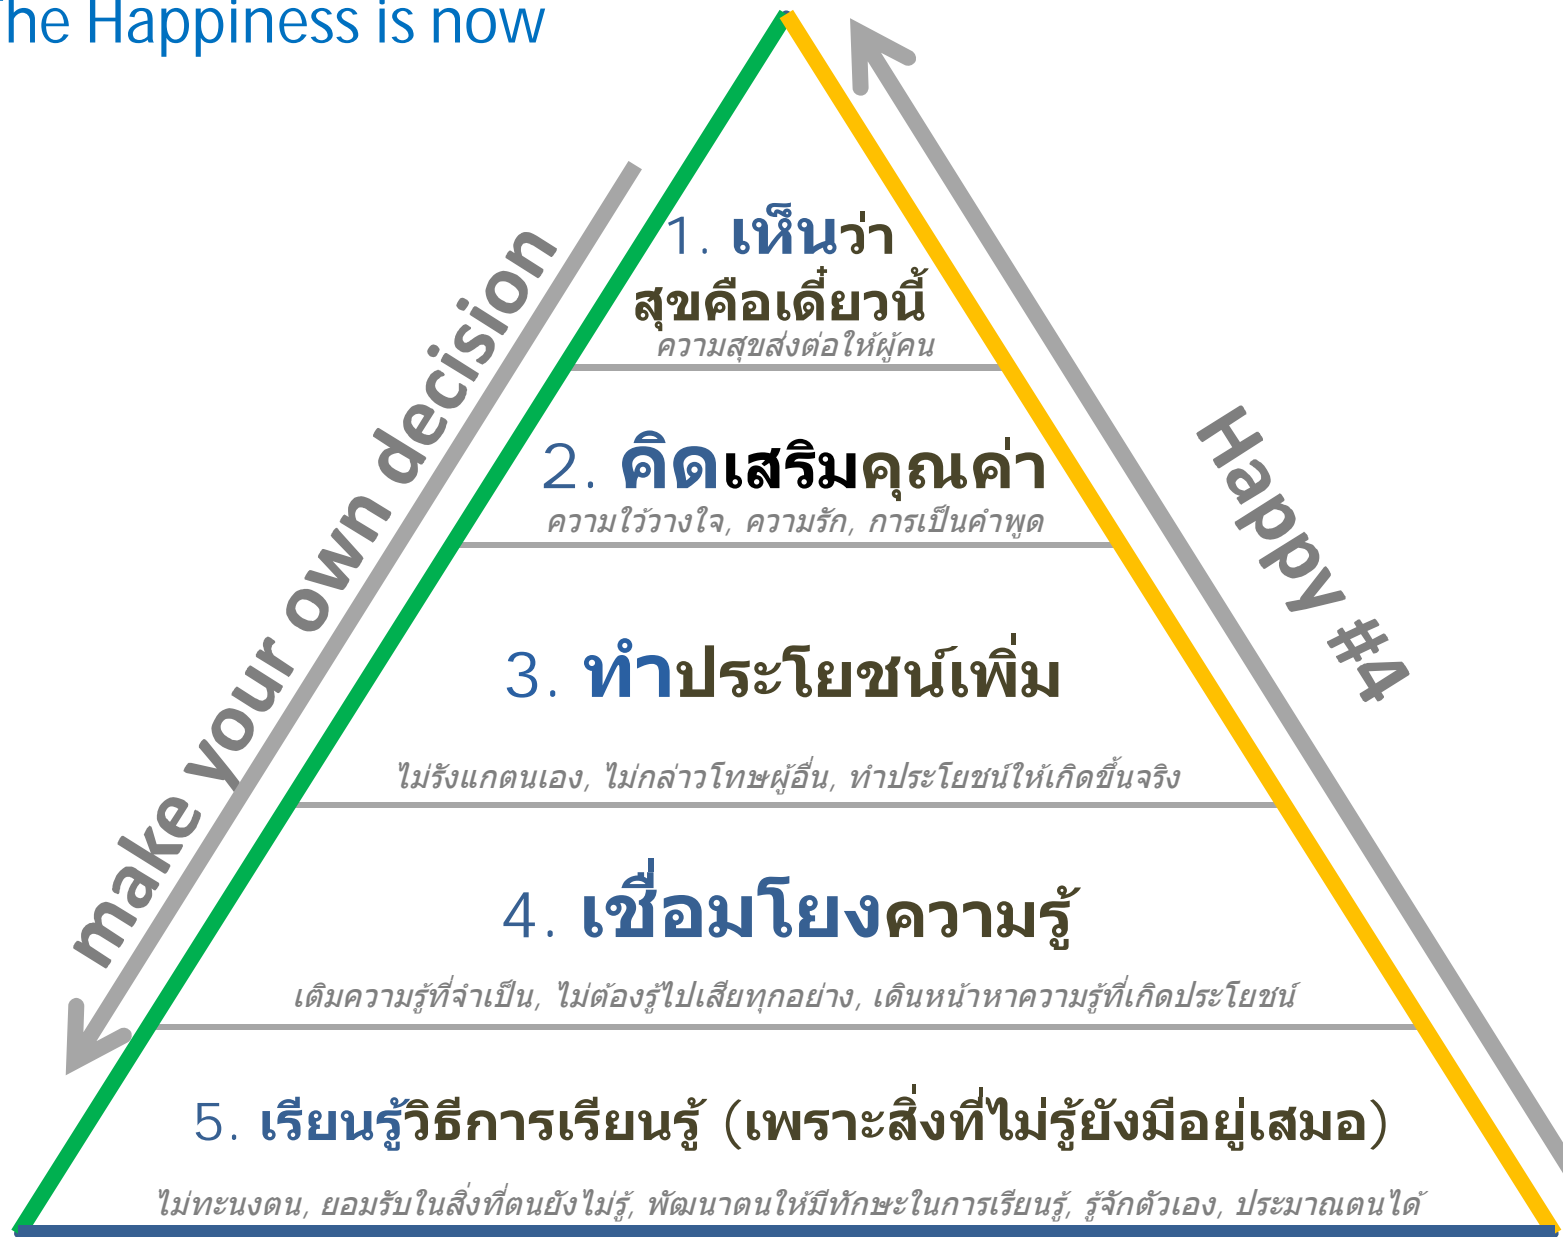 The Happiness is now
1. เห็นว่า
สุขคือเดี๋ยวนี้
ความสุขส่งต่อให้ผู้คน
make your own decision
Happy #4
2. คิดเสริมคุณค่า
ความใว้วางใจ, ความรัก, การเป็นคำพูด
3. ทำประโยชน์เพิ่ม
ไม่รังแกตนเอง, ไม่กล่าวโทษผู้อื่น, ทำประโยชน์ให้เกิดขึ้นจริง
4. เชื่อมโยงความรู้
เติมความรู้ที่จำเป็น, ไม่ต้องรู้ไปเสียทุกอย่าง, เดินหน้าหาความรู้ที่เกิดประโยชน์
5. เรียนรู้วิธีการเรียนรู้ (เพราะสิ่งที่ไม่รู้ยังมีอยู่เสมอ)
ไม่ทะนงตน, ยอมรับในสิ่งที่ตนยังไม่รู้, พัฒนาตนให้มีทักษะในการเรียนรู้, รู้จักตัวเอง, ประมาณตนได้